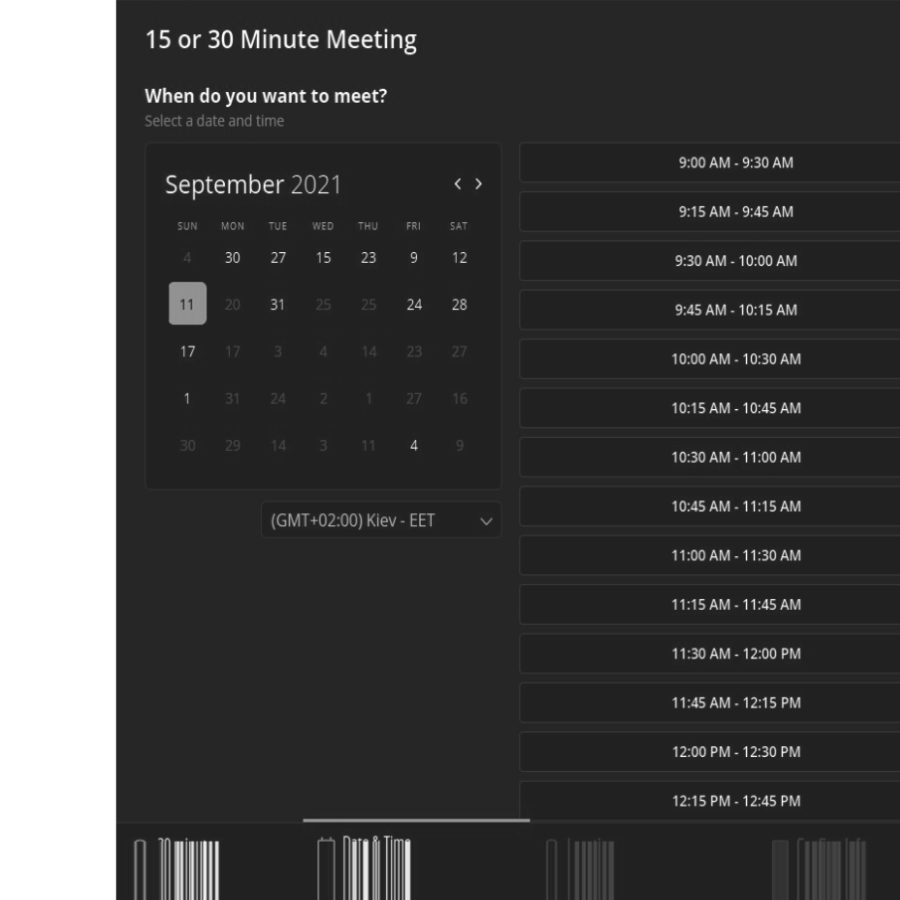 15 or 30 Minute Meeting
When do you want to meet?
Select a date and time
September 2021
SUN MON TUE WED THU FRI SAT
4 30 27 15 23 9 12
11 20 31 25 25 24 28
17 17 3 4 14 23 27
1 31 24 2 1 27 16
30 29 14 3 11 4 9
(GMT+02:00) Kiev - EET
9:00 AM - 9:30 AM
9:15 AM - 9:45 AM
9:30 AM - 10:00 AM
9:45 AM - 10:15 AM
10:00 AM - 10:30 AM
10:15 AM - 10:45 AM
10:30 AM - 11:00 AM
10:45 AM - 11:15 AM
11:00 AM - 11:30 AM
11:15 AM - 11:45 AM
11:30 AM - 12:00 PM
11:45 AM - 12:15 PM
12:00 PM - 12:30 PM
12:15 PM - 12:45 PM
Date & Time